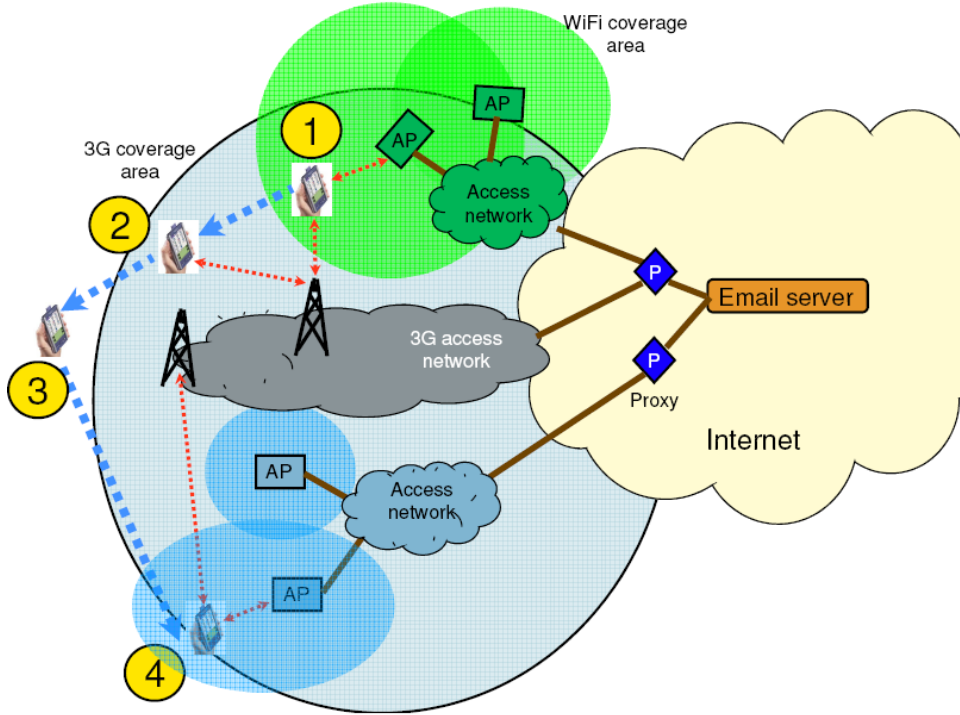 WiFi coverage
area
AP
AP
1
3G coverage
area
Access
network
2
P
Email server
3G access
network
P
3
Proxy
Internet
AP
Access
network
AP
4